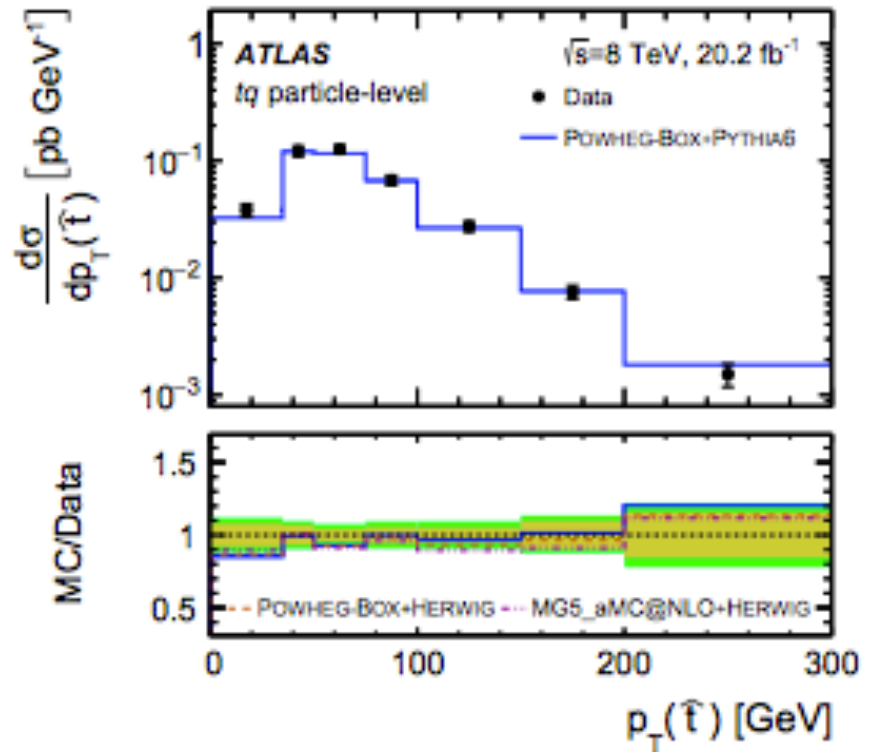 ATLAS
√s=8 TeV, 20.2 fb⁻¹
tq particle-level
Data
POWHEG-BOX+PYTHIA6
dσ/dp_T(t̂) [pb GeV⁻¹]
1
10⁻¹
10⁻²
10⁻³
MC/Data
1.5
1
0.5
POWHEG-BOX+HERWIG
MG5_aMC@NLO+HERWIG
0 100 200 300
p_T(t̂) [GeV]